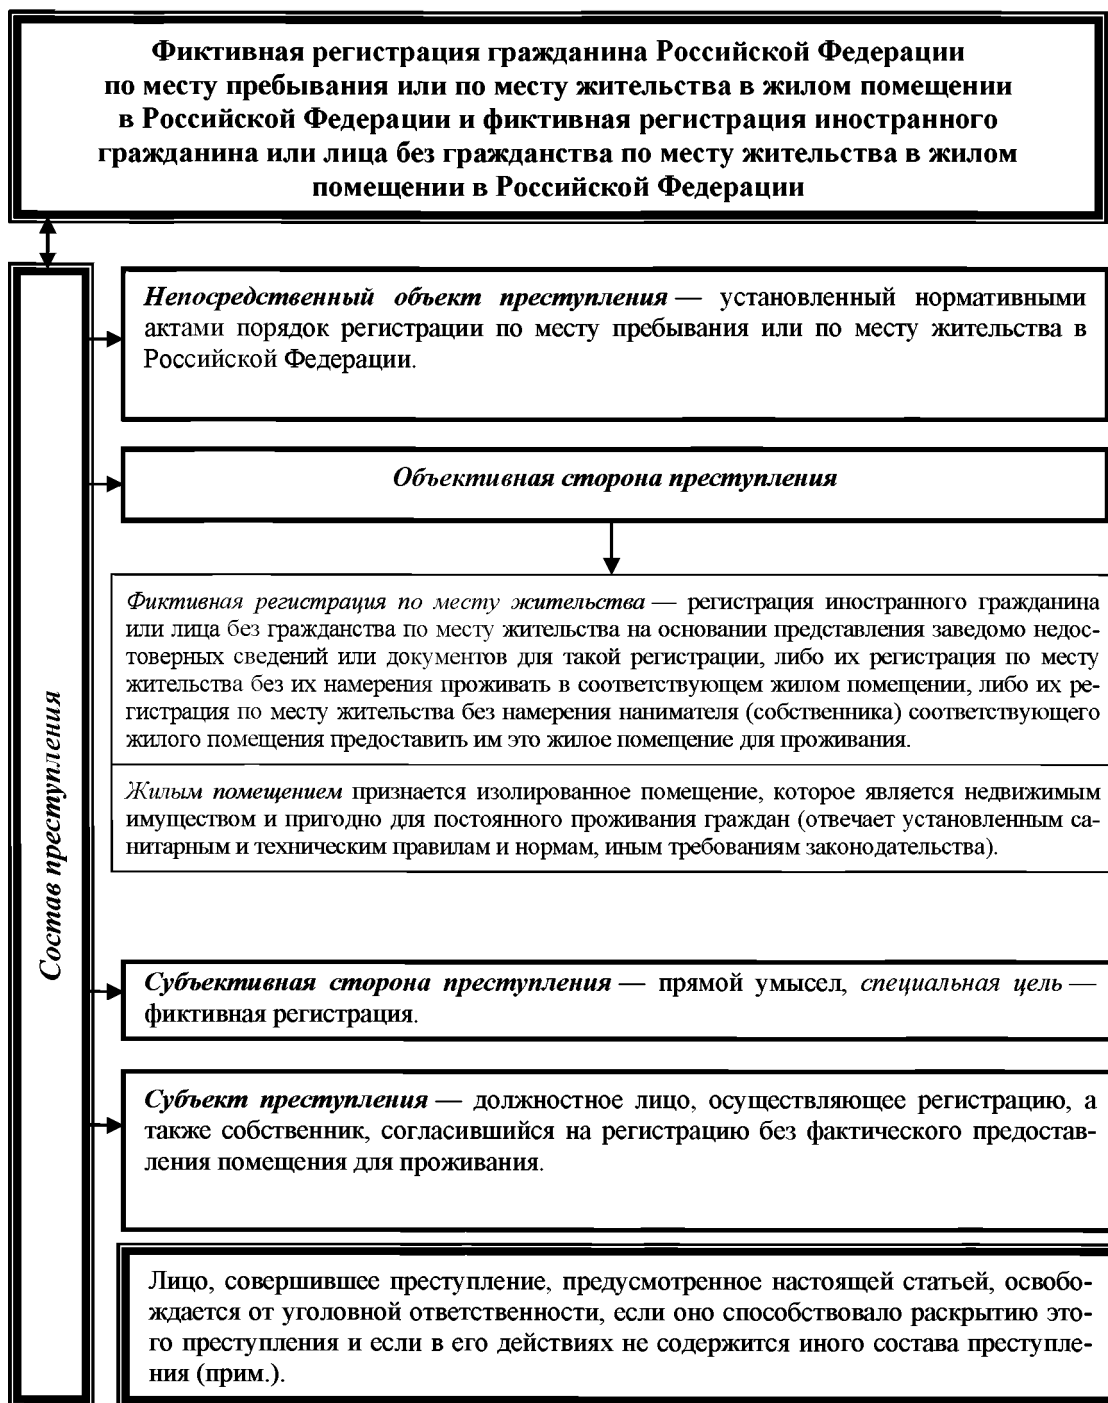 Фиктивная регистрация гражданина Российской Федерации
по месту пребывания или по месту жительства в жилом помещении
в Российской Федерации и фиктивная регистрация иностранного
гражданина или лица без гражданства по месту жительства в жилом
помещении в Российской Федерации
Состав преступления
Непосредственный объект преступления — установленный нормативными
актами порядок регистрации по месту пребывания или по месту жительства в
Российской Федерации.
Объективная сторона преступления
Фиктивная регистрация по месту жительства — регистрация иностранного гражданина
или лица без гражданства по месту жительства на основании представления заведомо недос-
товерных сведений или документов для такой регистрации, либо их регистрация по месту
жительства без их намерения проживать в соответствующем жилом помещении, либо их ре-
гистрация по месту жительства без намерения нанимателя (собственника) соответствующего
жилого помещения предоставить им это жилое помещение для проживания.
Жилым помещением признается изолированное помещение, которое является недвижимым
имуществом и пригодно для постоянного проживания граждан (отвечает установленным са-
нитарным и техническим правилам и нормам, иным требованиям законодательства).
Субъективная сторона преступления — прямой умысел, специальная цель —
фиктивная регистрация.
Субъект преступления — должностное лицо, осуществляющее регистрацию, а
также собственник, согласившийся на регистрацию без фактического предостав-
ления помещения для проживания.
Лицо, совершившее преступление, предусмотренное настоящей статьей, освобо-
ждается от уголовной ответственности, если оно способствовало раскрытию это-
го преступления и если в его действиях не содержится иного состава преступле-
ния (прим.).